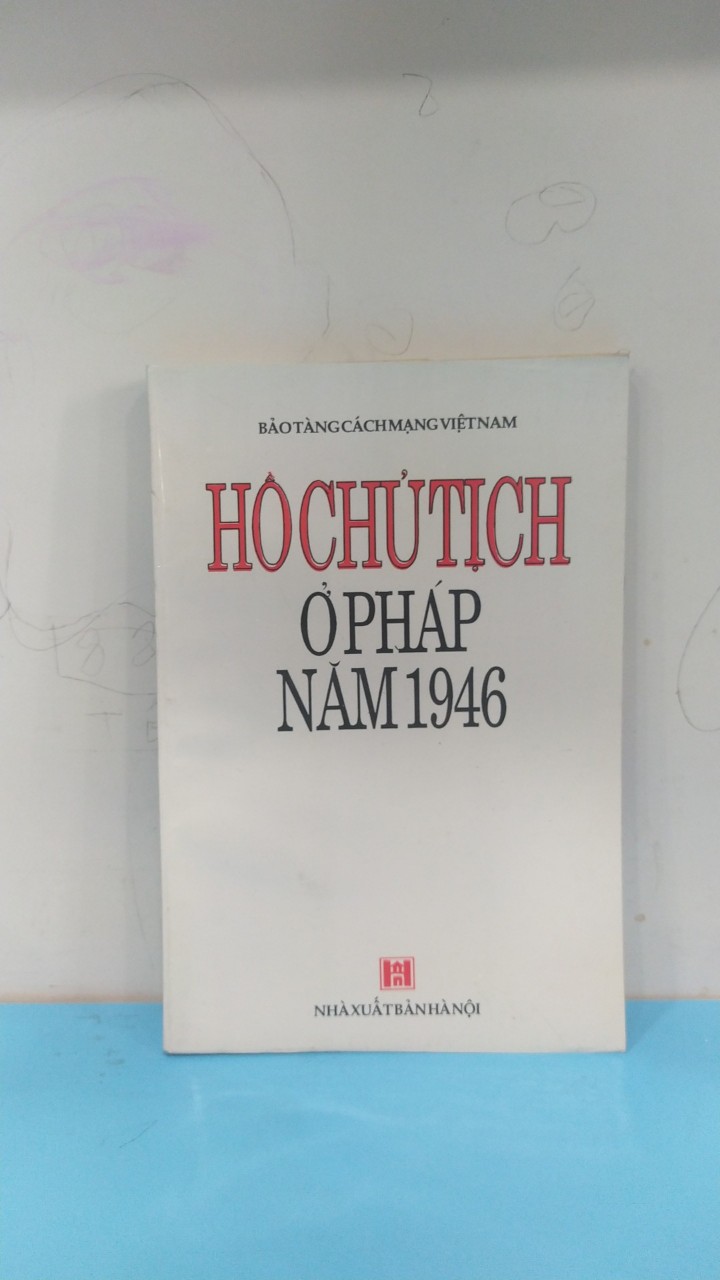 BẢO TÀNG CÁCH MẠNG VIỆT NAM
HỒ CHỦ TỊCH
Ở PHÁP
NĂM 1946
NHÀ XUẤT BẢN HÀ NỘI